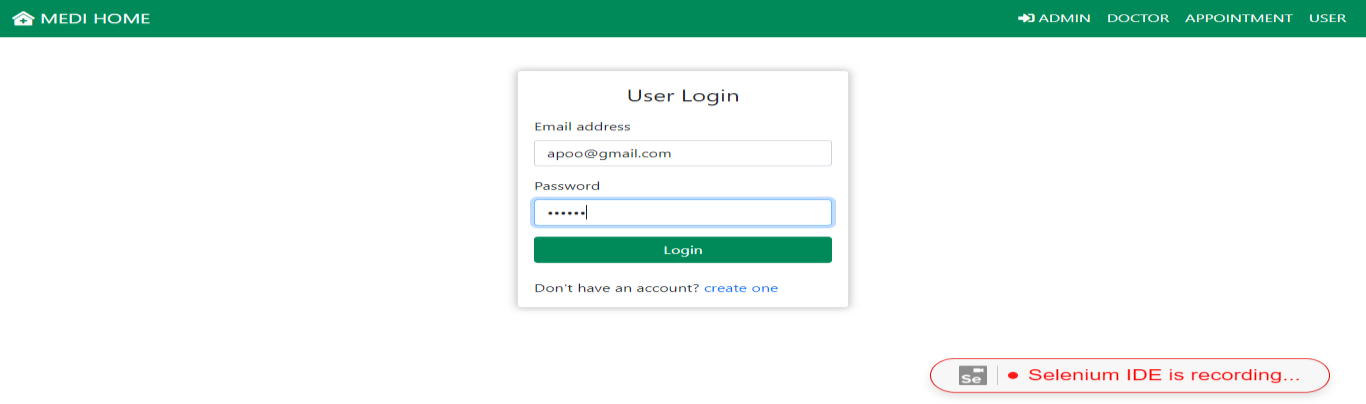 MEDI HOME
ADMIN DOCTOR APPOINTMENT USER
User Login
Email address
apoo@gmail.com
Password
••••••
Login
Don't have an account? create one
Se Selenium IDE is recording...